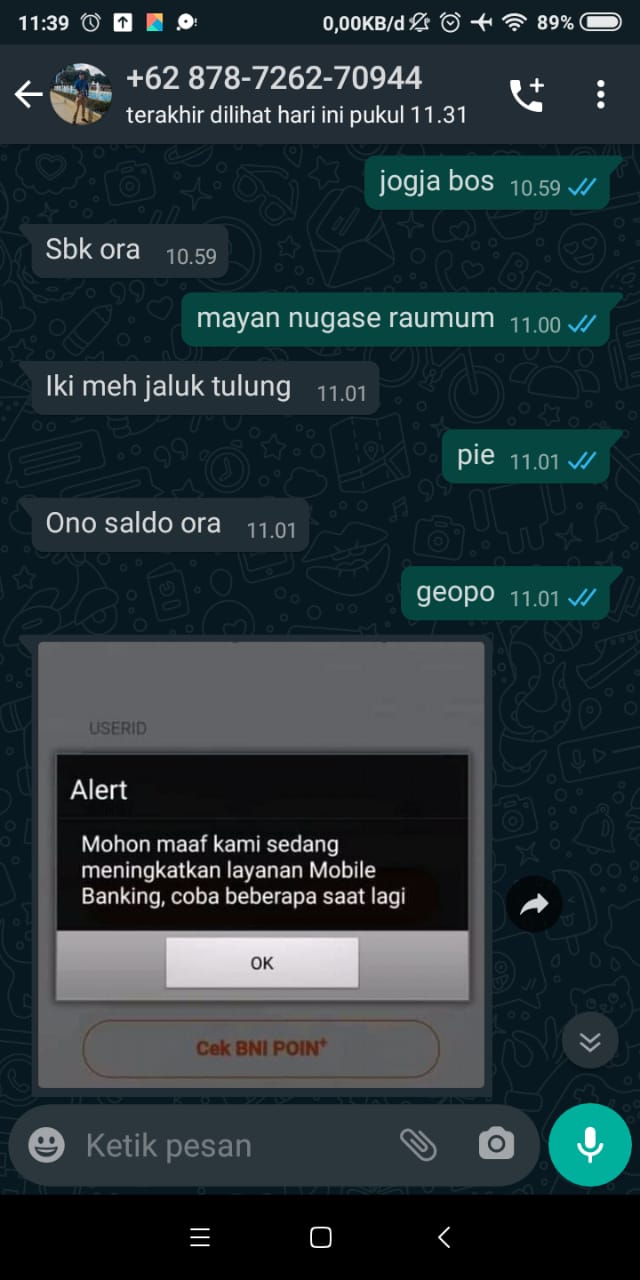 11:39 0,00KB/d 89%
+62 878-7262-70944
terakhir dilihat hari ini pukul 11.31
jogja bos 10.59
Sbk ora 10.59
mayan nugase raumum 11.00
Iki meh jaluk tulung 11.01
pie 11.01
Ono saldo ora 11.01
geopo 11.01
USERID
Alert
Mohon maaf kami sedang
meningkatkan layanan Mobile
Banking, coba beberapa saat lagi
OK
Cek BNI POIN+
Ketik pesan